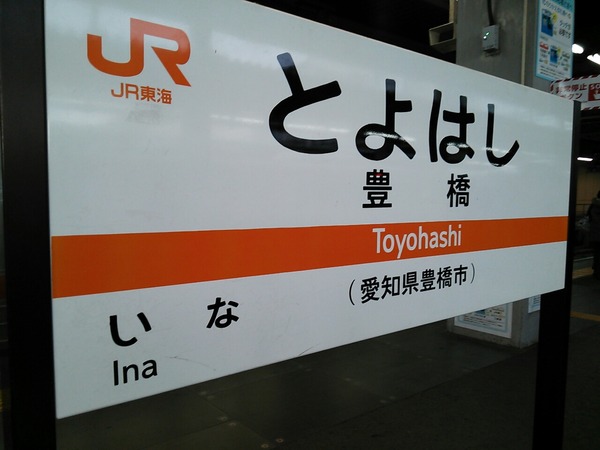 JR
JR東海
とよはし
豊橋
Toyohashi
(愛知県豊橋市)
いな
Ina